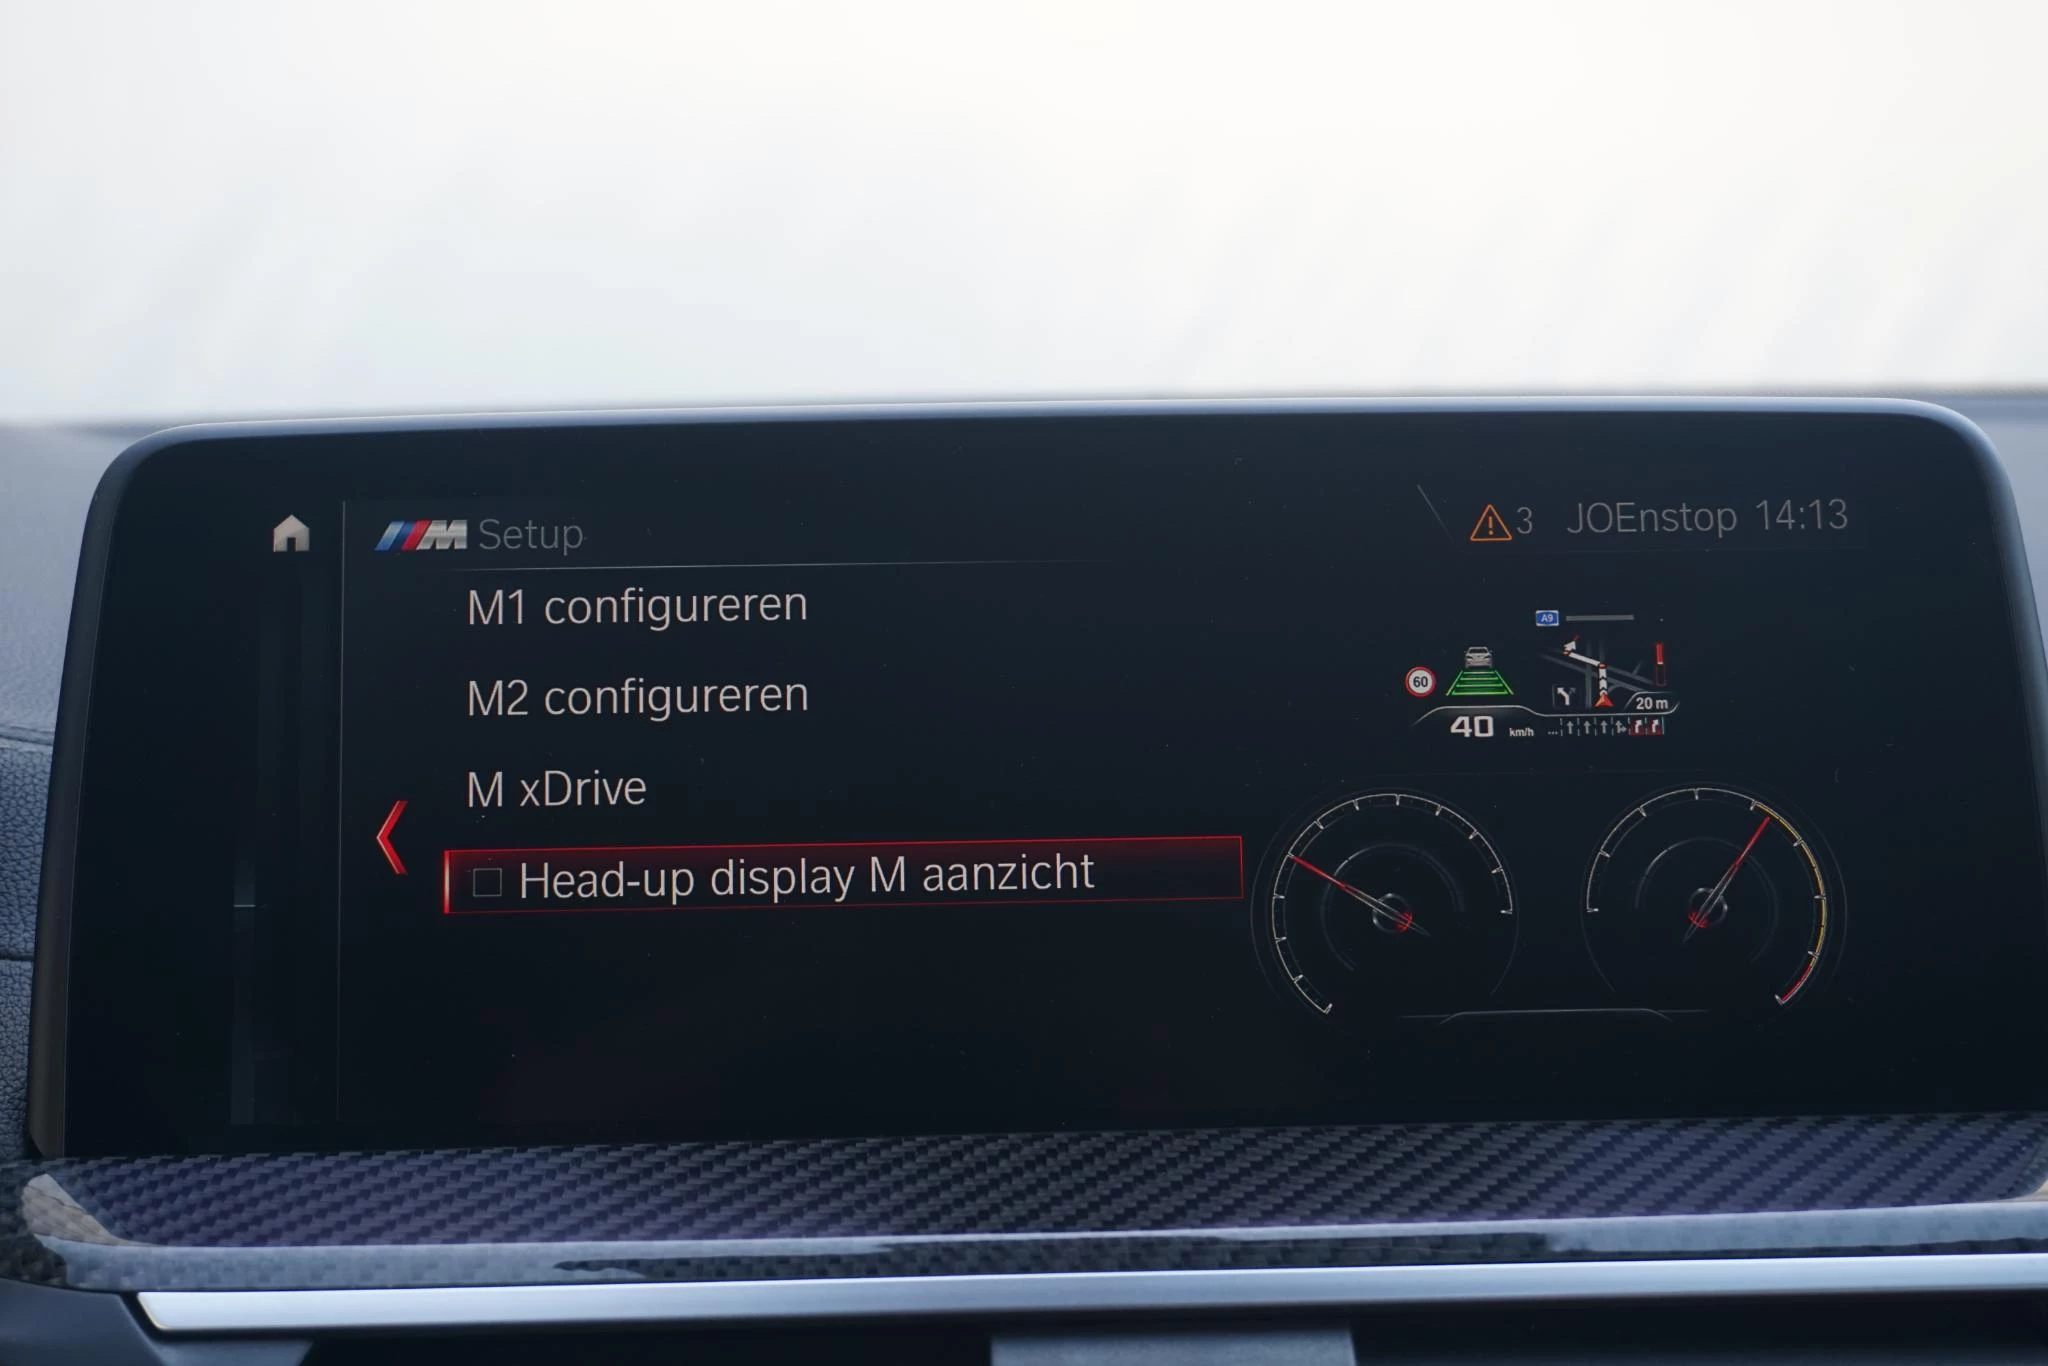 M Setup
3 JOEnstop 14:13
M1 configureren
M2 configureren
M xDrive
Head-up display M aanzicht
A9
60
20 m
40 km/h